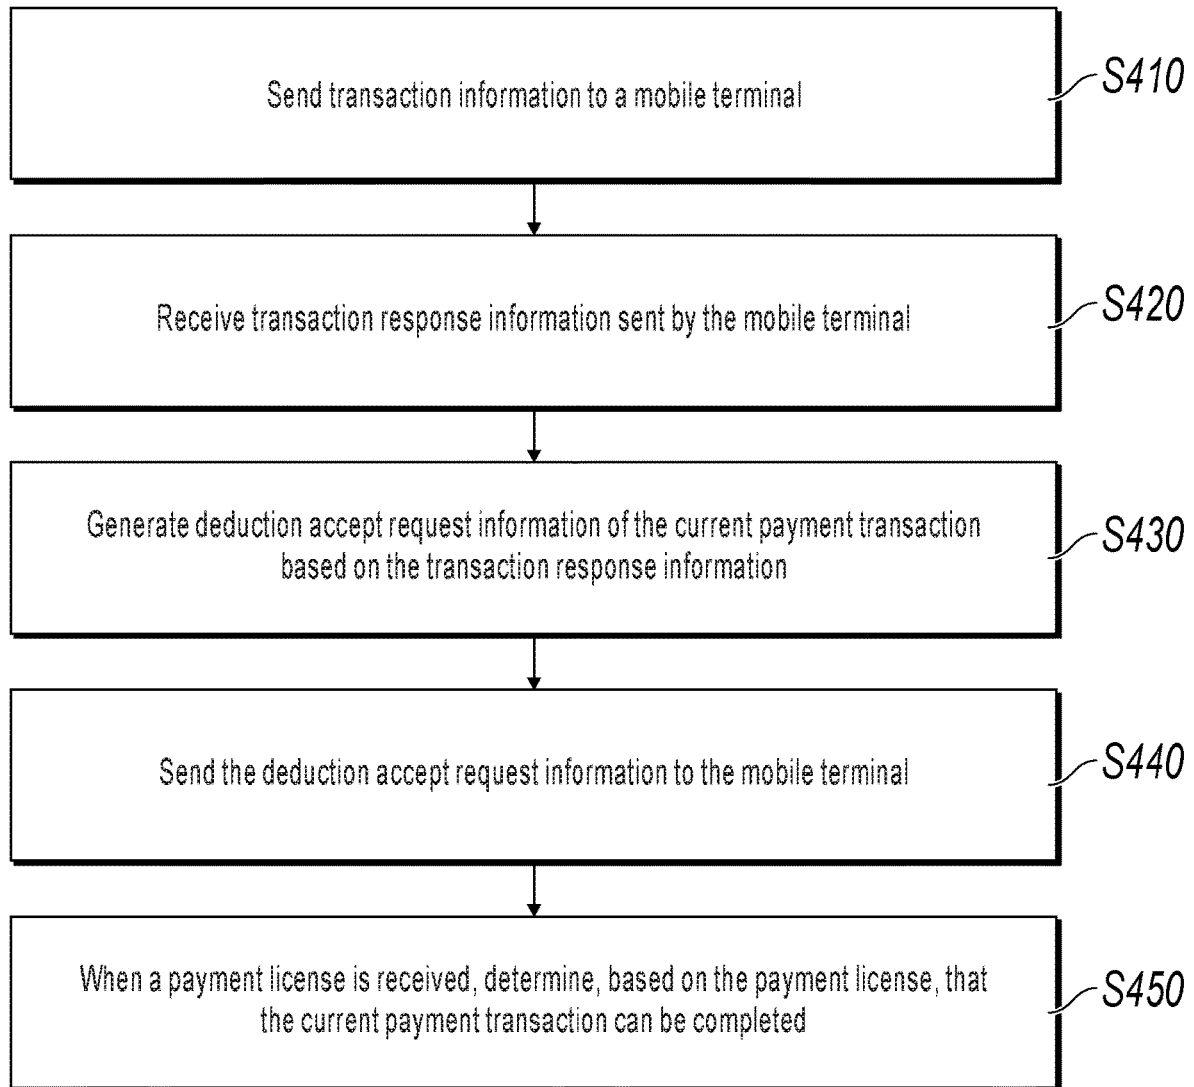 Send transaction information to a mobile terminal
S410
Receive transaction response information sent by the mobile terminal
S420
Generate deduction accept request information of the current payment transaction
based on the transaction response information
S430
Send the deduction accept request information to the mobile terminal
S440
When a payment license is received, determine, based on the payment license, that
the current payment transaction can be completed
S450